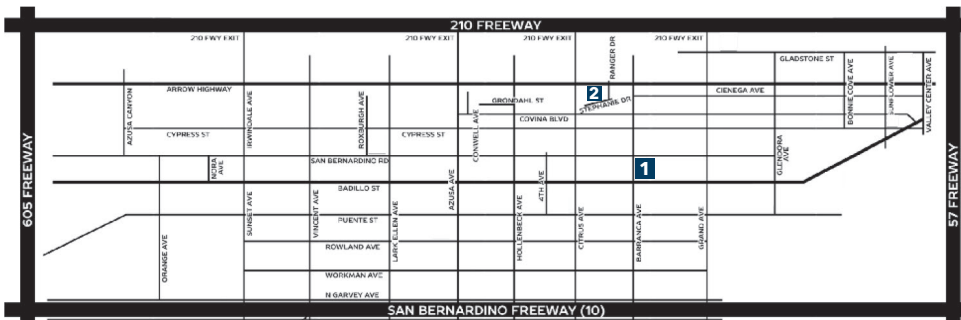 210 FREEWAY
210 FWY EXIT
210 FWY EXIT
210 FWY EXIT
210 FWY EXIT
RANGER DR
GLADSTONE ST
ARROW HIGHWAY
2
CIENEGA AVE
GRONDAHL ST
STEPHANIE DR
COVINA BLVD
AZUSA CANYON
IRWINDALE AVE
ROXBURGH AVE
CONWELL AVE
BONNIE COVE AVE
SUNFLOWER AVE
VALLEY CENTER AVE
CYPRESS ST
CYPRESS ST
GLENDORA AVE
NORA AVE
SAN BERNARDINO RD
1
605 FREEWAY
57 FREEWAY
BADILLO ST
AZUSA AVE
4TH AVE
SUNSET AVE
VINCENT AVE
LARK ELLEN AVE
HOLLENBECK AVE
CITRUS AVE
BARRANCA AVE
GRAND AVE
PUENTE ST
ORANGE AVE
ROWLAND AVE
WORKMAN AVE
N GARVEY AVE
SAN BERNARDINO FREEWAY (10)